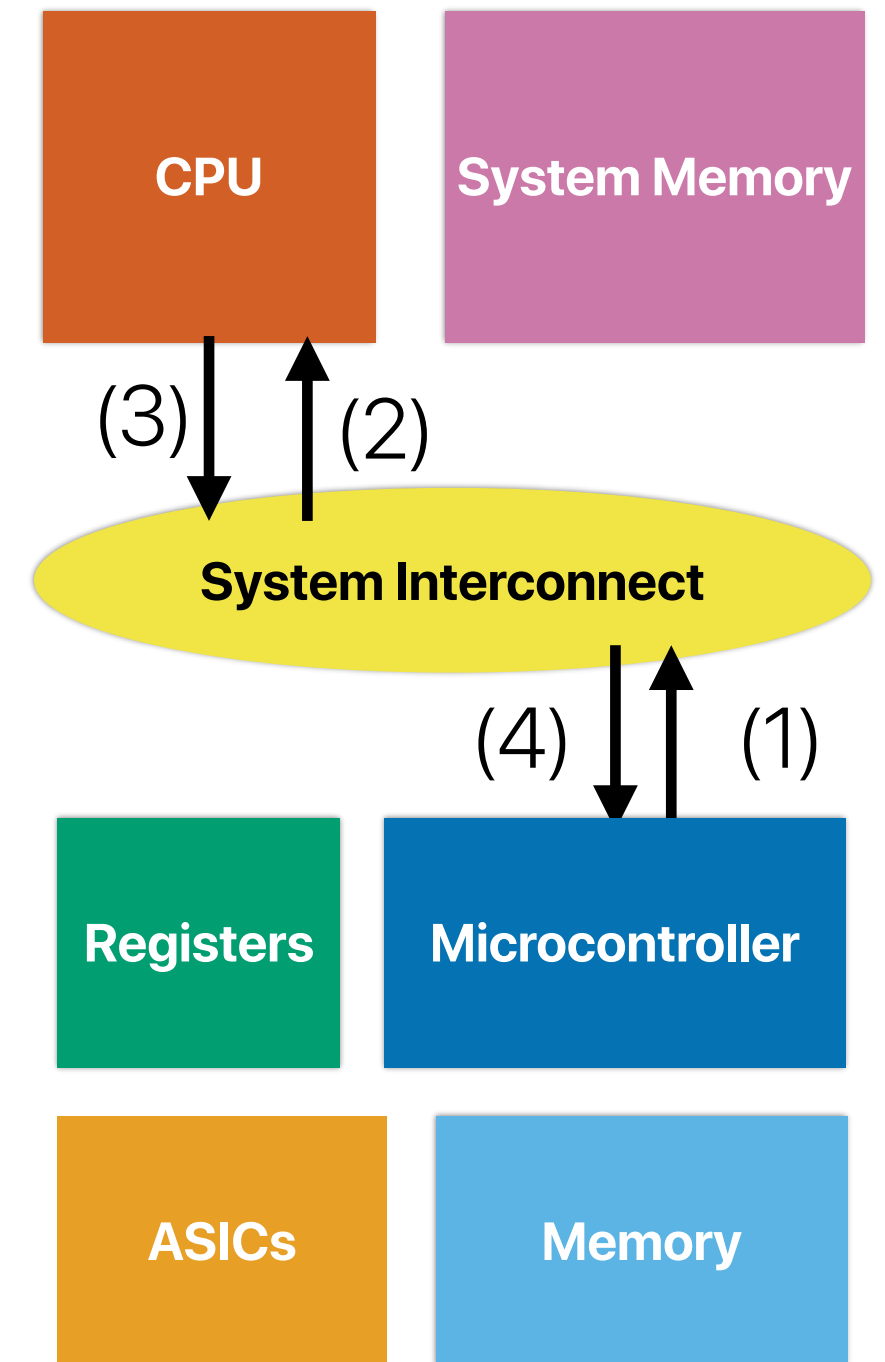 CPU
System Memory
(3)
(2)
System Interconnect
(4)
(1)
Registers
Microcontroller
ASICs
Memory